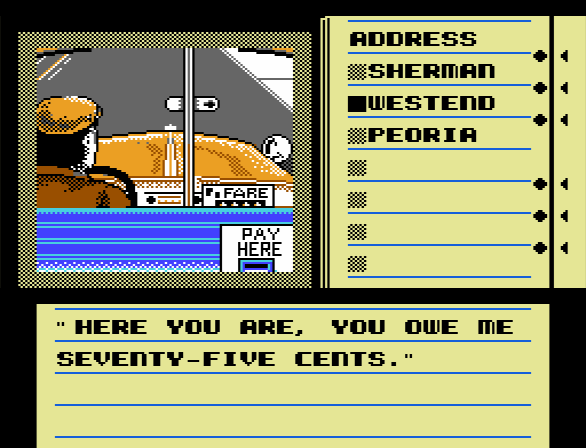 ADDRESS
SHERMAN
WESTEND
PEORIA
FARE
PAY
HERE
"HERE YOU ARE, YOU OWE ME
SEVENTY-FIVE CENTS."